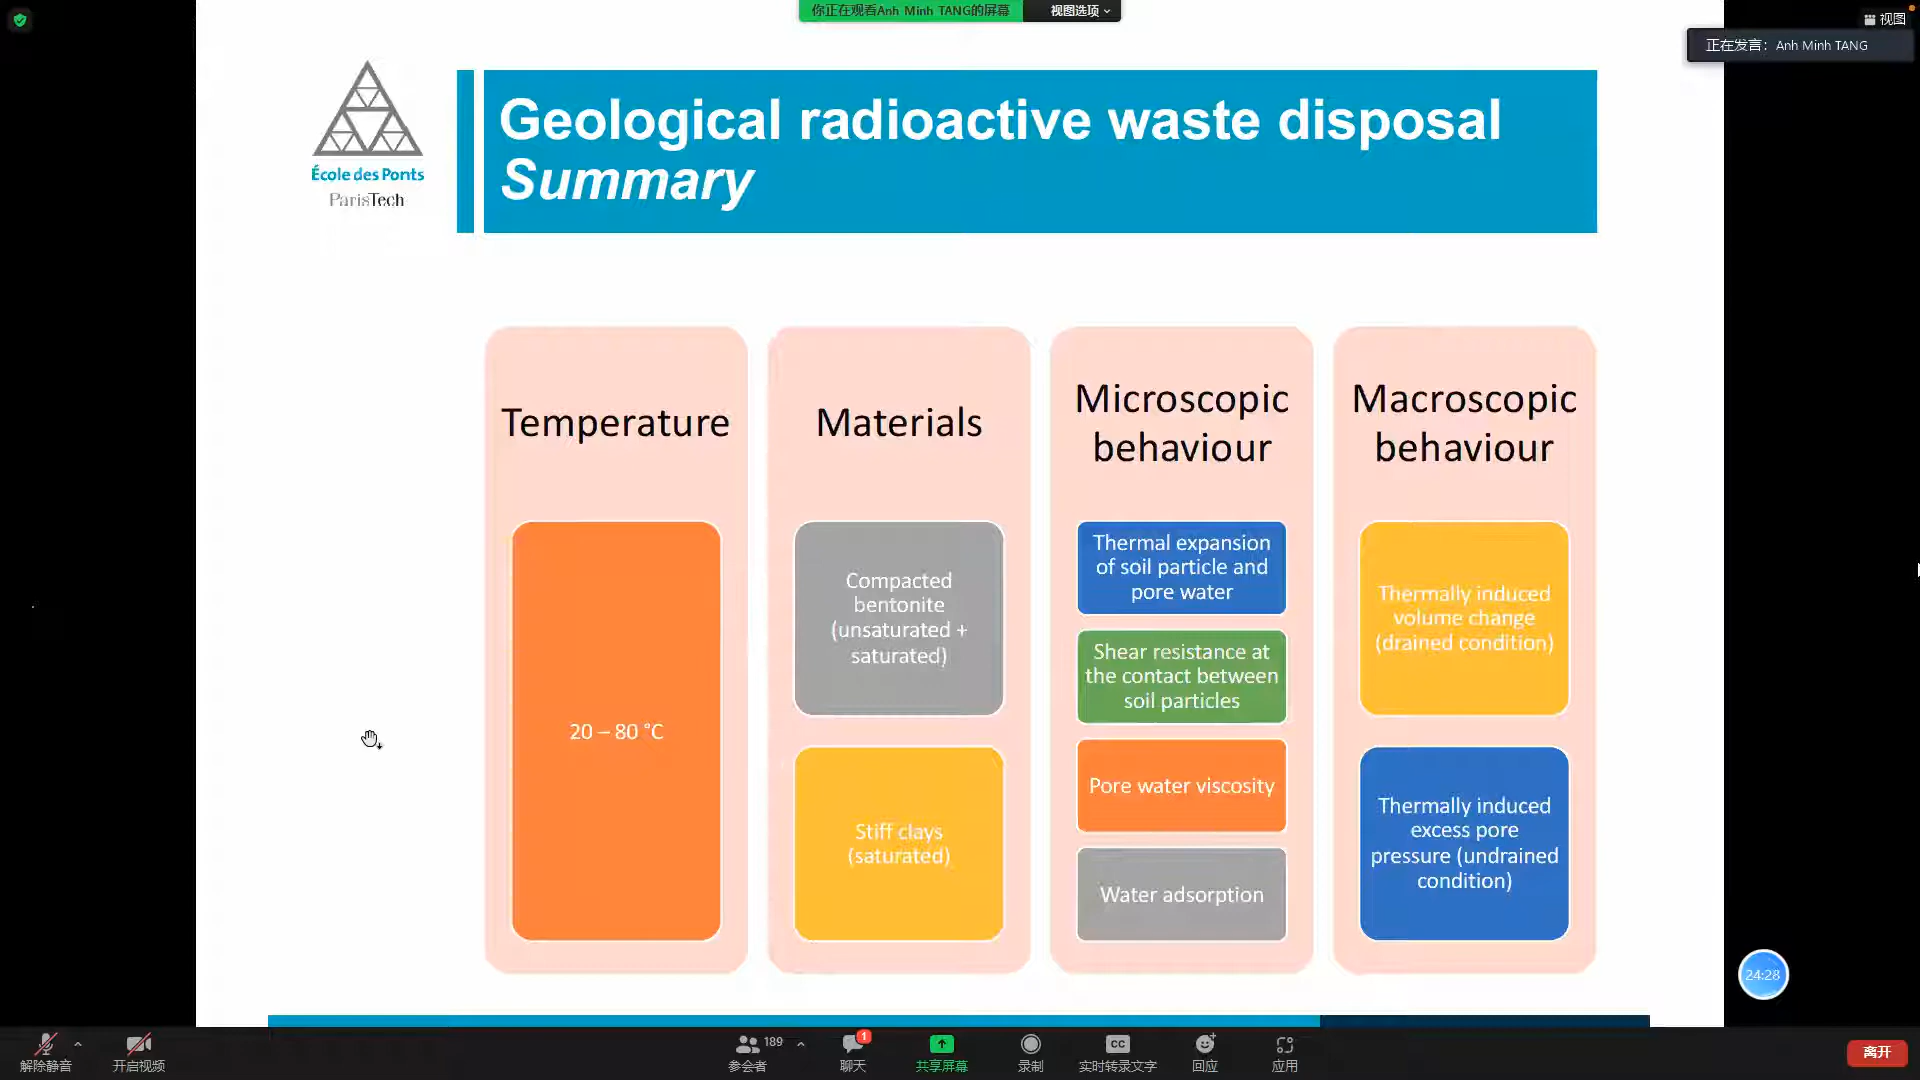 你正在观看Anh Minh TANG的屏幕
视图选项
视图
正在发言: Anh Minh TANG
École des Ponts
ParisTech
Geological radioactive waste disposal
Summary
Temperature
20 – 80 °C
Materials
Compacted
bentonite
(unsaturated +
saturated)
Stiff clays
(saturated)
Microscopic
behaviour
Thermal expansion
of soil particle and
pore water
Shear resistance at
the contact between
soil particles
Pore water viscosity
Water adsorption
Macroscopic
behaviour
Thermally induced
volume change
(drained condition)
Thermally induced
excess pore
pressure (undrained
condition)
24:28
解除静音
开启视频
189
参会者
1
聊天
共享屏幕
录制
CC
实时转录文字
回应
应用
离开